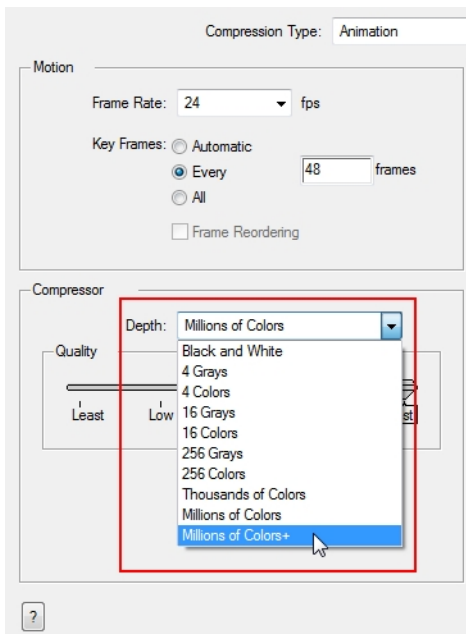 Compression Type: Animation
Motion
Frame Rate: 24 fps
Key Frames: Automatic
Every 48 frames
All
Frame Reordering
Compressor
Depth: Millions of Colors
Quality
Black and White
4 Grays
4 Colors
Least Low 16 Grays st
16 Colors
256 Grays
256 Colors
Thousands of Colors
Millions of Colors
Millions of Colors+
?